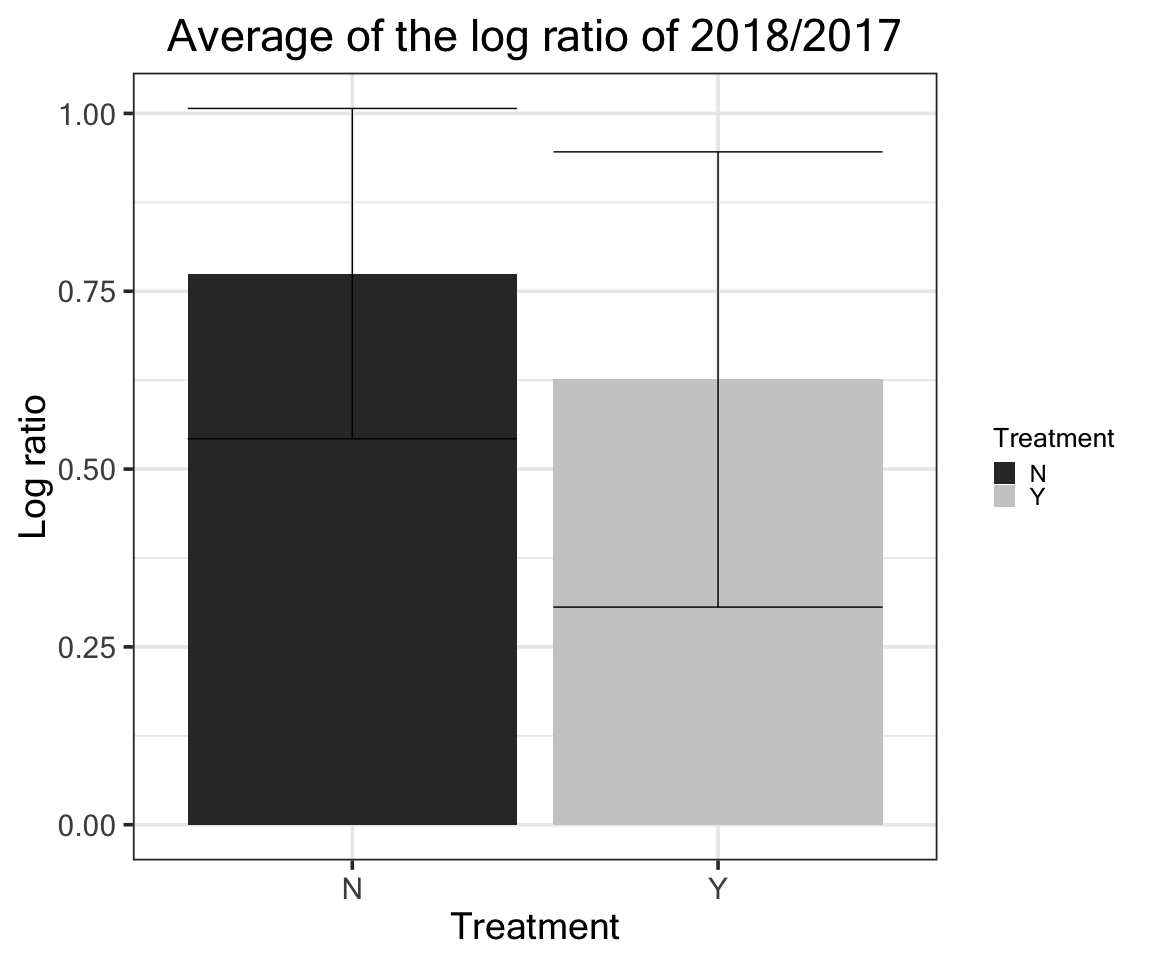 Average of the log ratio of 2018/2017
1.00
0.75
0.50
0.25
0.00
Log ratio
N
Y
Treatment
Treatment
N
Y